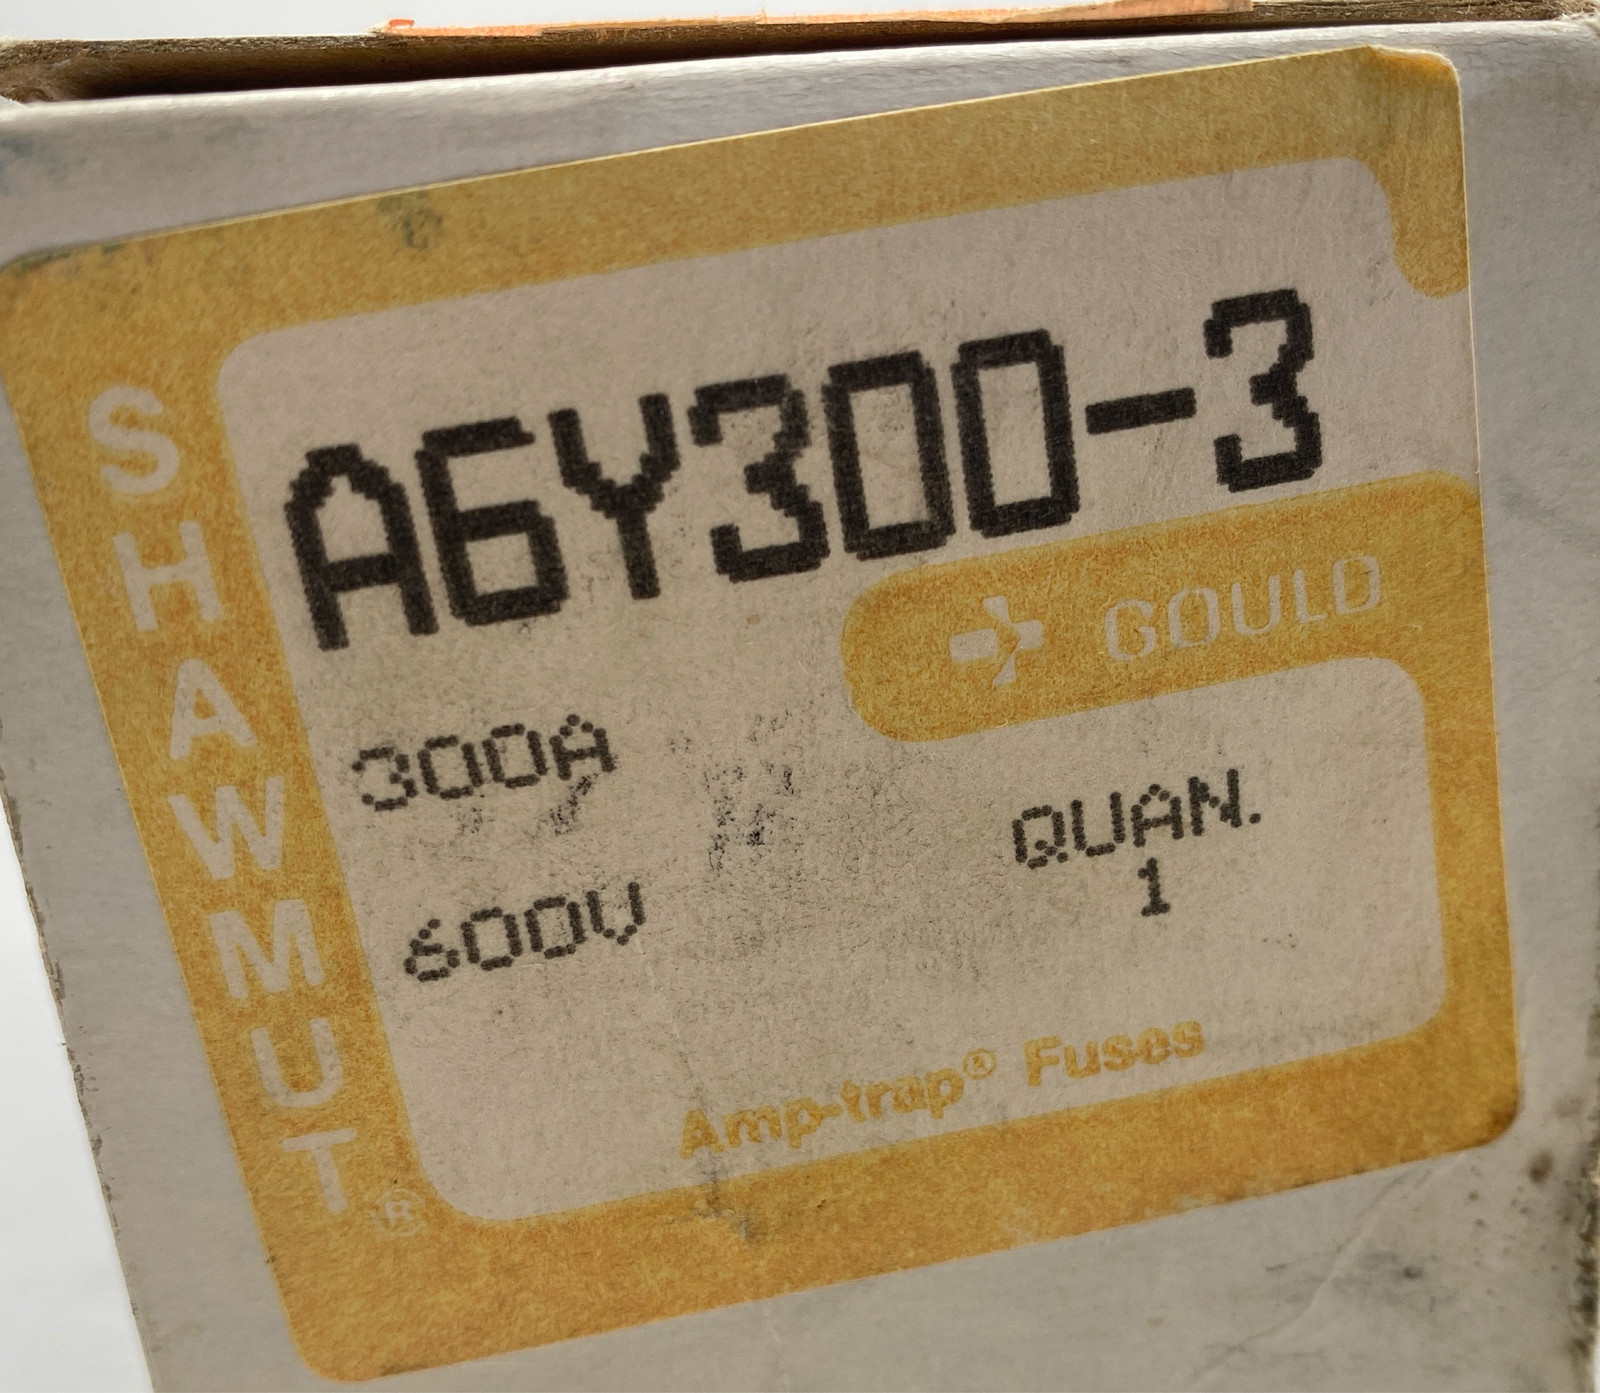 SHAWMUT®
A6Y300-3
GOULD
300A
QUAN.
1
600V
Amp-trap® Fuses